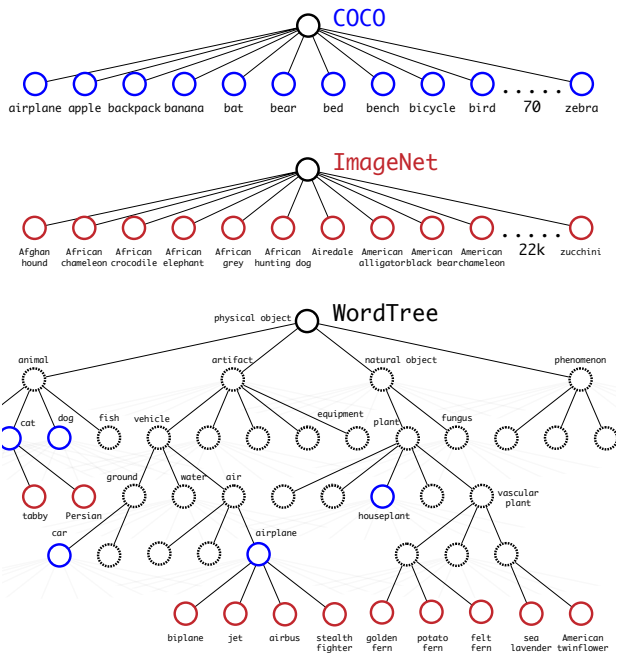 COCO
airplane apple backpack banana bat bear bed bench bicycle bird ..... 70 zebra
ImageNet
Afghan hound
African chameleon
African crocodile
African elephant
African grey
African hunting dog
Airedale
American alligator
American black bear
American chameleon
..... 22k
zucchini
WordTree
physical object
animal artifact natural object phenomenon
cat dog fish vehicle equipment plant fungus
tabby Persian ground water air houseplant vascular plant
car airplane
biplane jet airbus stealth fighter golden fern potato fern felt fern sea lavender American twinflower